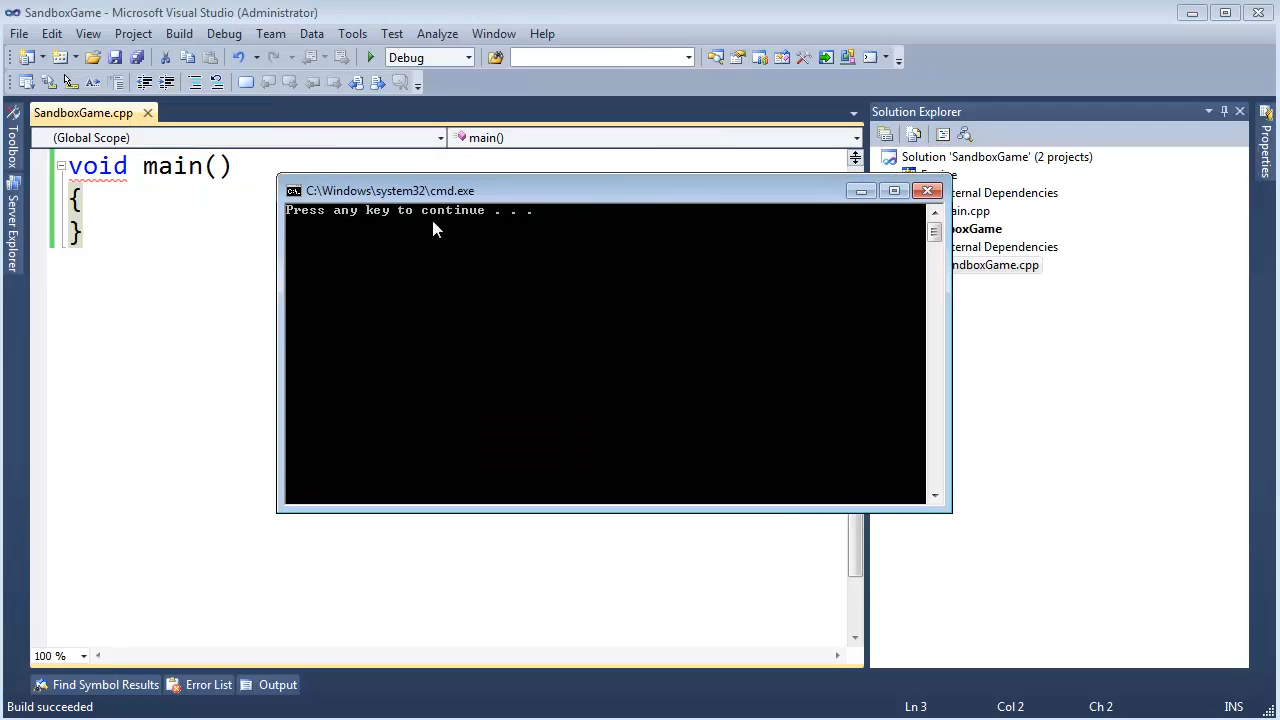 SandboxGame - Microsoft Visual Studio (Administrator)
File Edit View Project Build Debug Team Data Tools Test Analyze Window Help
Debug
SandboxGame.cpp
(Global Scope)
main()
Toolbox
Server Explorer
void main()
{
}
C:\Windows\system32\cmd.exe
Press any key to continue . . .
Solution Explorer
Solution 'SandboxGame' (2 projects)
ternal Dependencies
ain.cpp
boxGame
ternal Dependencies
ndboxGame.cpp
Properties
100 %
Find Symbol Results
Error List
Output
Build succeeded
Ln 3
Col 2
Ch 2
INS